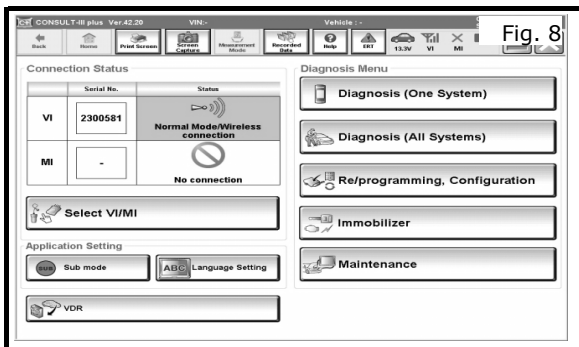 CONSULT-III plus Ver.42.20 VIN:- Vehicle : -
Fig. 8
Back Home Print Screen Screen Capture Measurement Mode Recorded Data Help ERT 13.3V VI MI
Connection Status
Serial No. Status
VI 2300581 Normal Mode/Wireless
connection
MI - No connection
Select VI/MI
Application Setting
SUB Sub mode ABC Language Setting
VDR
Diagnosis Menu
Diagnosis (One System)
Diagnosis (All Systems)
Re/programming, Configuration
Immobilizer
Maintenance